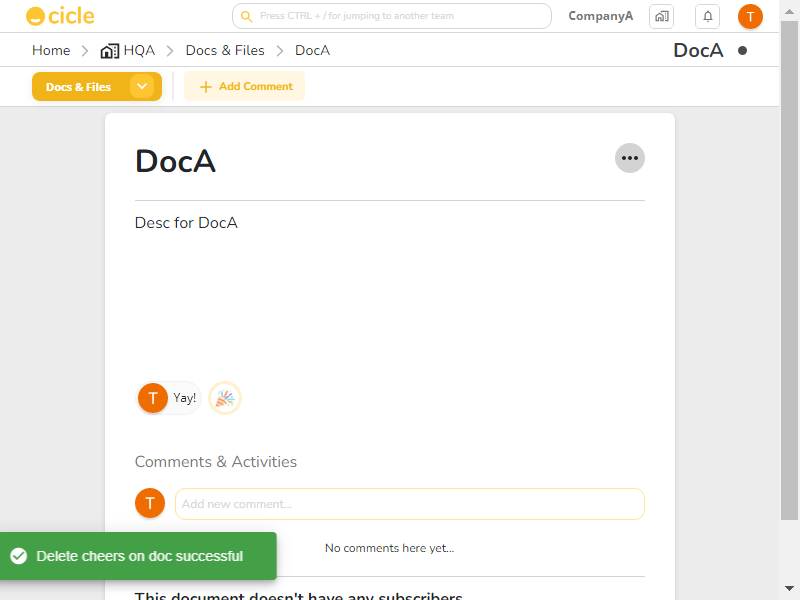 cicle
Press CTRL + / for jumping to another team
CompanyA
T
Home
HQA
Docs & Files
DocA
DocA
Docs & Files
Add Comment
DocA
Desc for DocA
T
Yay!
Comments & Activities
T
Add new comment...
No comments here yet...
Delete cheers on doc successful
This document doesn't have any subscribers